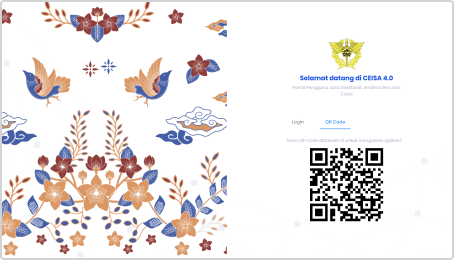 Selamat datang di CEISA 4.0
Portal Pengguna Jasa Direktorat Jenderal Bea dan
Cukai
Login
QR Code
Scan QR-Code dibawah ini untuk mengakses aplikasi